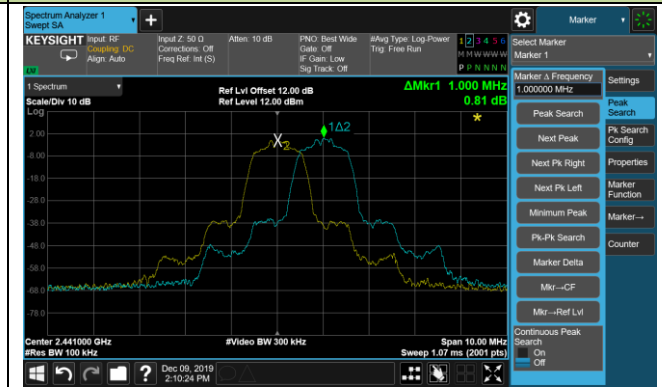 Spectrum Analyzer 1
Swept SA
+
Marker
KEYSIGHT
Input: RF
Coupling: DC
Align: Auto
Input Z: 50 Ω
Corrections: Off
Freq Ref: Int (S)
Atten: 10 dB
PNO: Best Wide
Gate: Off
IF Gain: Low
Sig Track: Off
#Avg Type: Log-Power
Trig: Free Run
1 2 3 4 5 6
M M W W W W
P P N N N N
Select Marker
Marker 1
1 Spectrum
Scale/Div 10 dB
Log
Ref Lvl Offset 12.00 dB
Ref Level 12.00 dBm
ΔMkr1 1.000 MHz
0.81 dB
1Δ2
2
2.00
-8.00
-18.0
-28.0
-38.0
-48.0
-58.0
-68.0
-78.0
Center 2.441000 GHz
#Res BW 100 kHz
#Video BW 300 kHz
Span 10.00 MHz
Sweep 1.07 ms (2001 pts)
Marker Δ Frequency
1.000000 MHz
Peak Search
Next Peak
Next Pk Right
Next Pk Left
Minimum Peak
Pk-Pk Search
Marker Delta
Mkr→CF
Mkr→Ref Lvl
Continuous Peak
Search
On
Off
Settings
Peak
Search
Pk Search
Config
Properties
Marker
Function
Marker→
Counter
?
Dec 09, 2019
2:10:24 PM